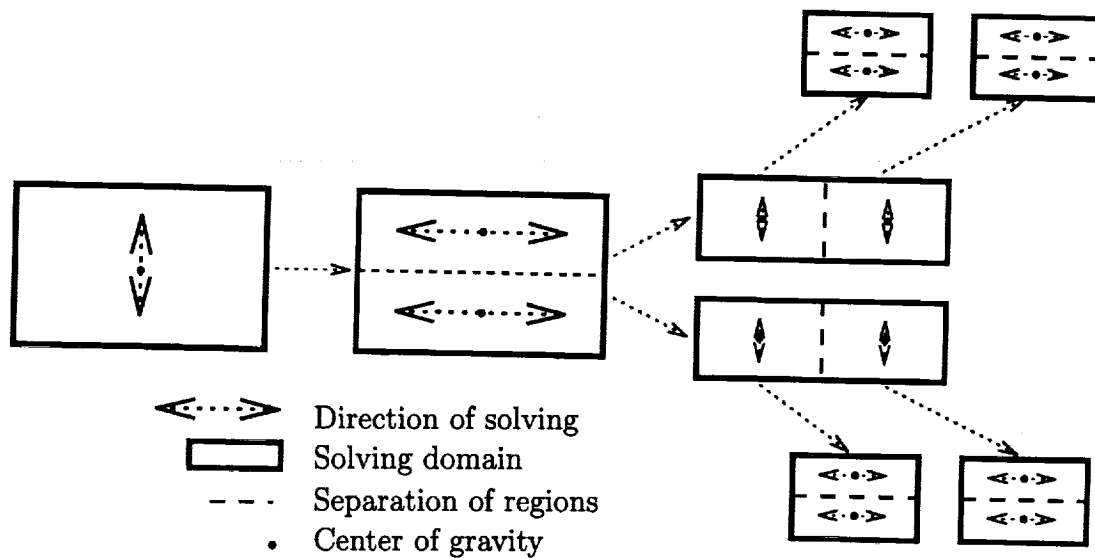 Direction of solving
Solving domain
Separation of regions
Center of gravity